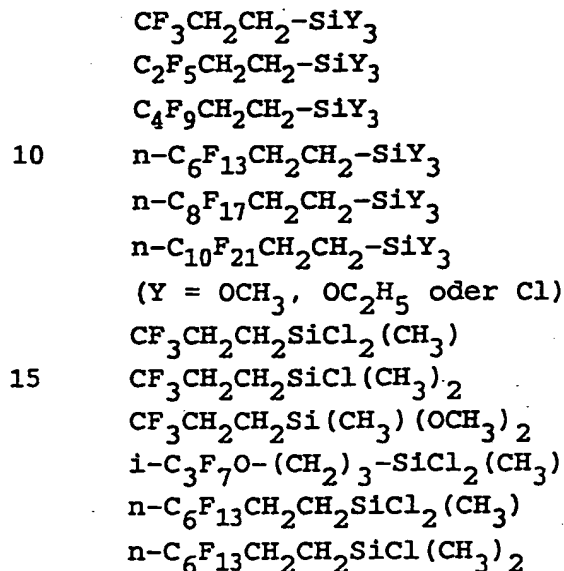 CF₃CH₂CH₂-SiY₃
C₂F₅CH₂CH₂-SiY₃
C₄F₉CH₂CH₂-SiY₃
10 n-C₆F₁₃CH₂CH₂-SiY₃
n-C₈F₁₇CH₂CH₂-SiY₃
n-C₁₀F₂₁CH₂CH₂-SiY₃
(Y = OCH₃, OC₂H₅ oder Cl)
CF₃CH₂CH₂SiCl₂(CH₃)
15 CF₃CH₂CH₂SiCl(CH₃)₂
CF₃CH₂CH₂Si(CH₃)(OCH₃)₂
i-C₃F₇O-(CH₂)₃-SiCl₂(CH₃)
n-C₆F₁₃CH₂CH₂SiCl₂(CH₃)
n-C₆F₁₃CH₂CH₂SiCl(CH₃)₂